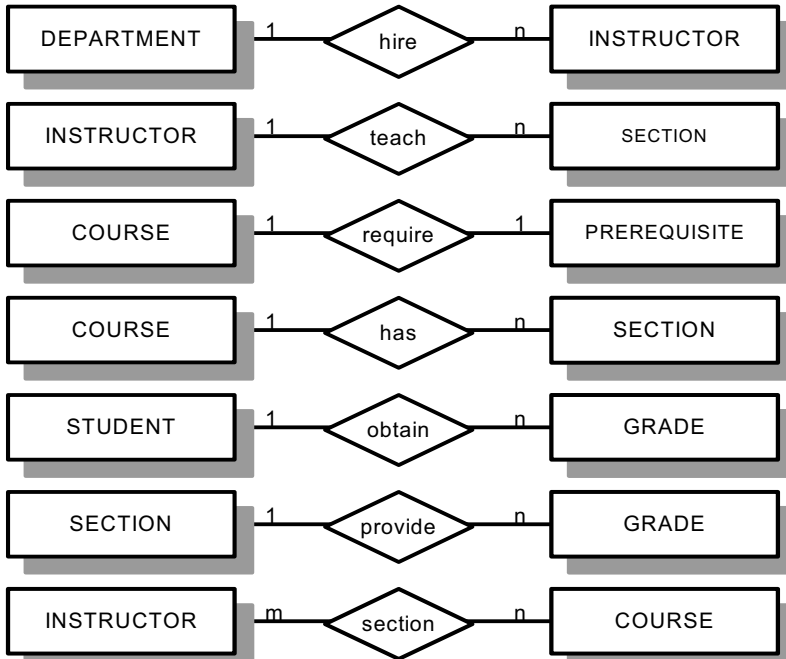 DEPARTMENT 1 hire n INSTRUCTOR
INSTRUCTOR 1 teach n SECTION
COURSE 1 require 1 PREREQUISITE
COURSE 1 has n SECTION
STUDENT 1 obtain n GRADE
SECTION 1 provide n GRADE
INSTRUCTOR m section n COURSE